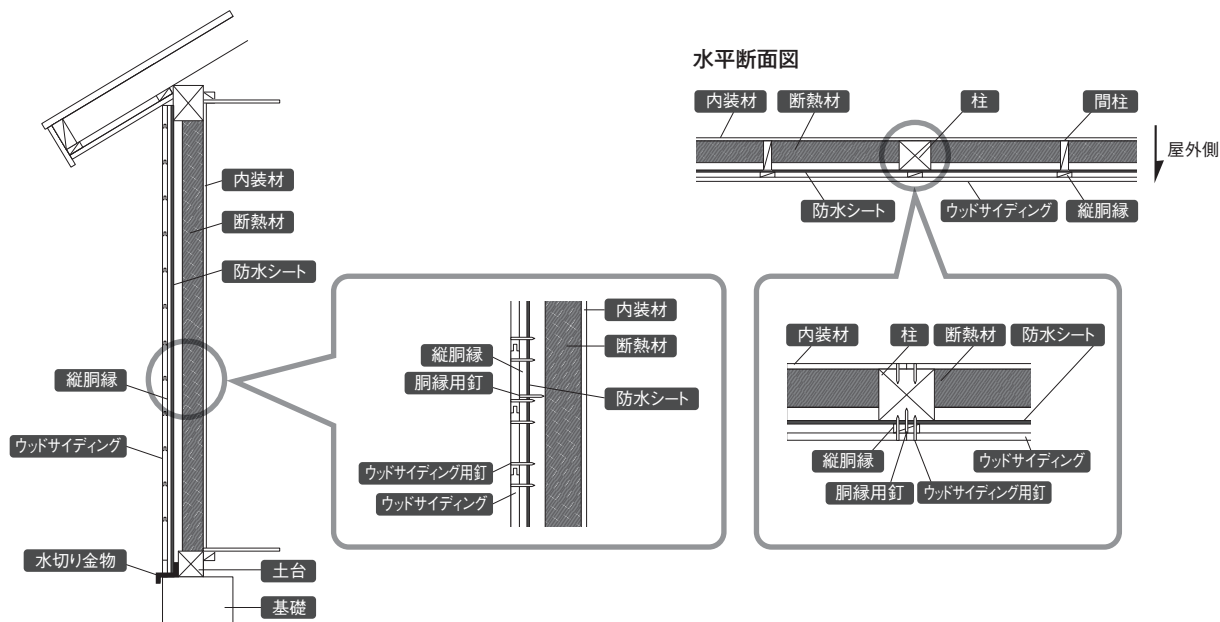 内装材
断熱材
防水シート
縦胴縁
ウッドサイディング
水切り金物
土台
基礎
内装材
断熱材
縦胴縁
胴縁用釘
防水シート
ウッドサイディング用釘
ウッドサイディング
水平断面図
内装材
断熱材
柱
間柱
屋外側
防水シート
ウッドサイディング
縦胴縁
内装材
柱
断熱材
防水シート
縦胴縁
ウッドサイディング
胴縁用釘
ウッドサイディング用釘